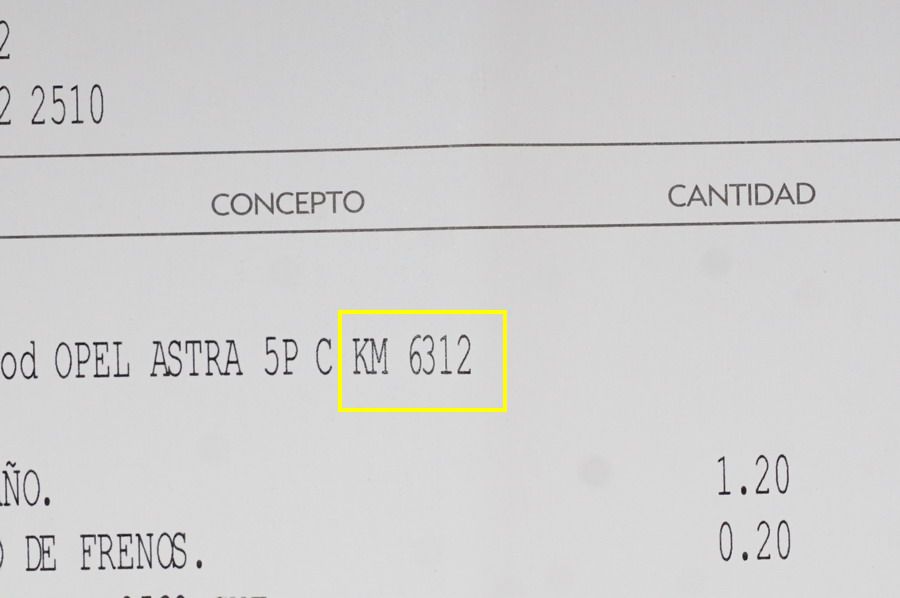 2
2 2510
CONCEPTO CANTIDAD
od OPEL ASTRA 5P C KM 6312
ÑO. 1.20
DE FRENOS. 0.20